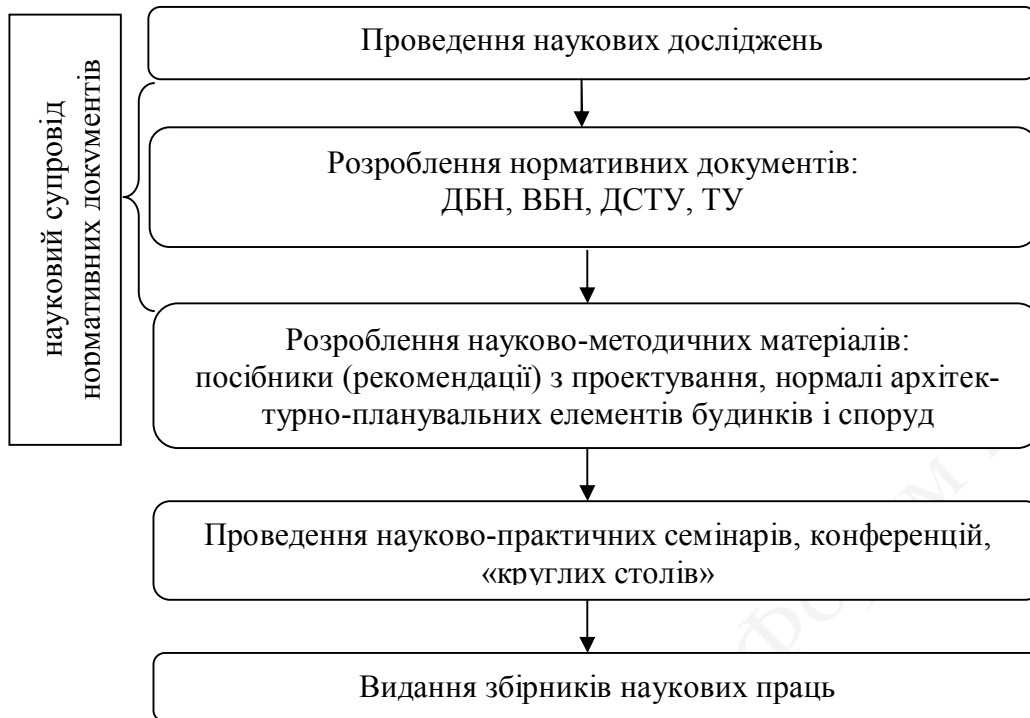 науковий супровід
нормативних документів
Проведення наукових досліджень
Розроблення нормативних документів:
ДБН, ВБН, ДСТУ, ТУ
Розроблення науково-методичних матеріалів:
посібники (рекомендації) з проектування, нормалі архітек-
турно-планувальних елементів будинків і споруд
Проведення науково-практичних семінарів, конференцій,
«круглих столів»
Видання збірників наукових праць